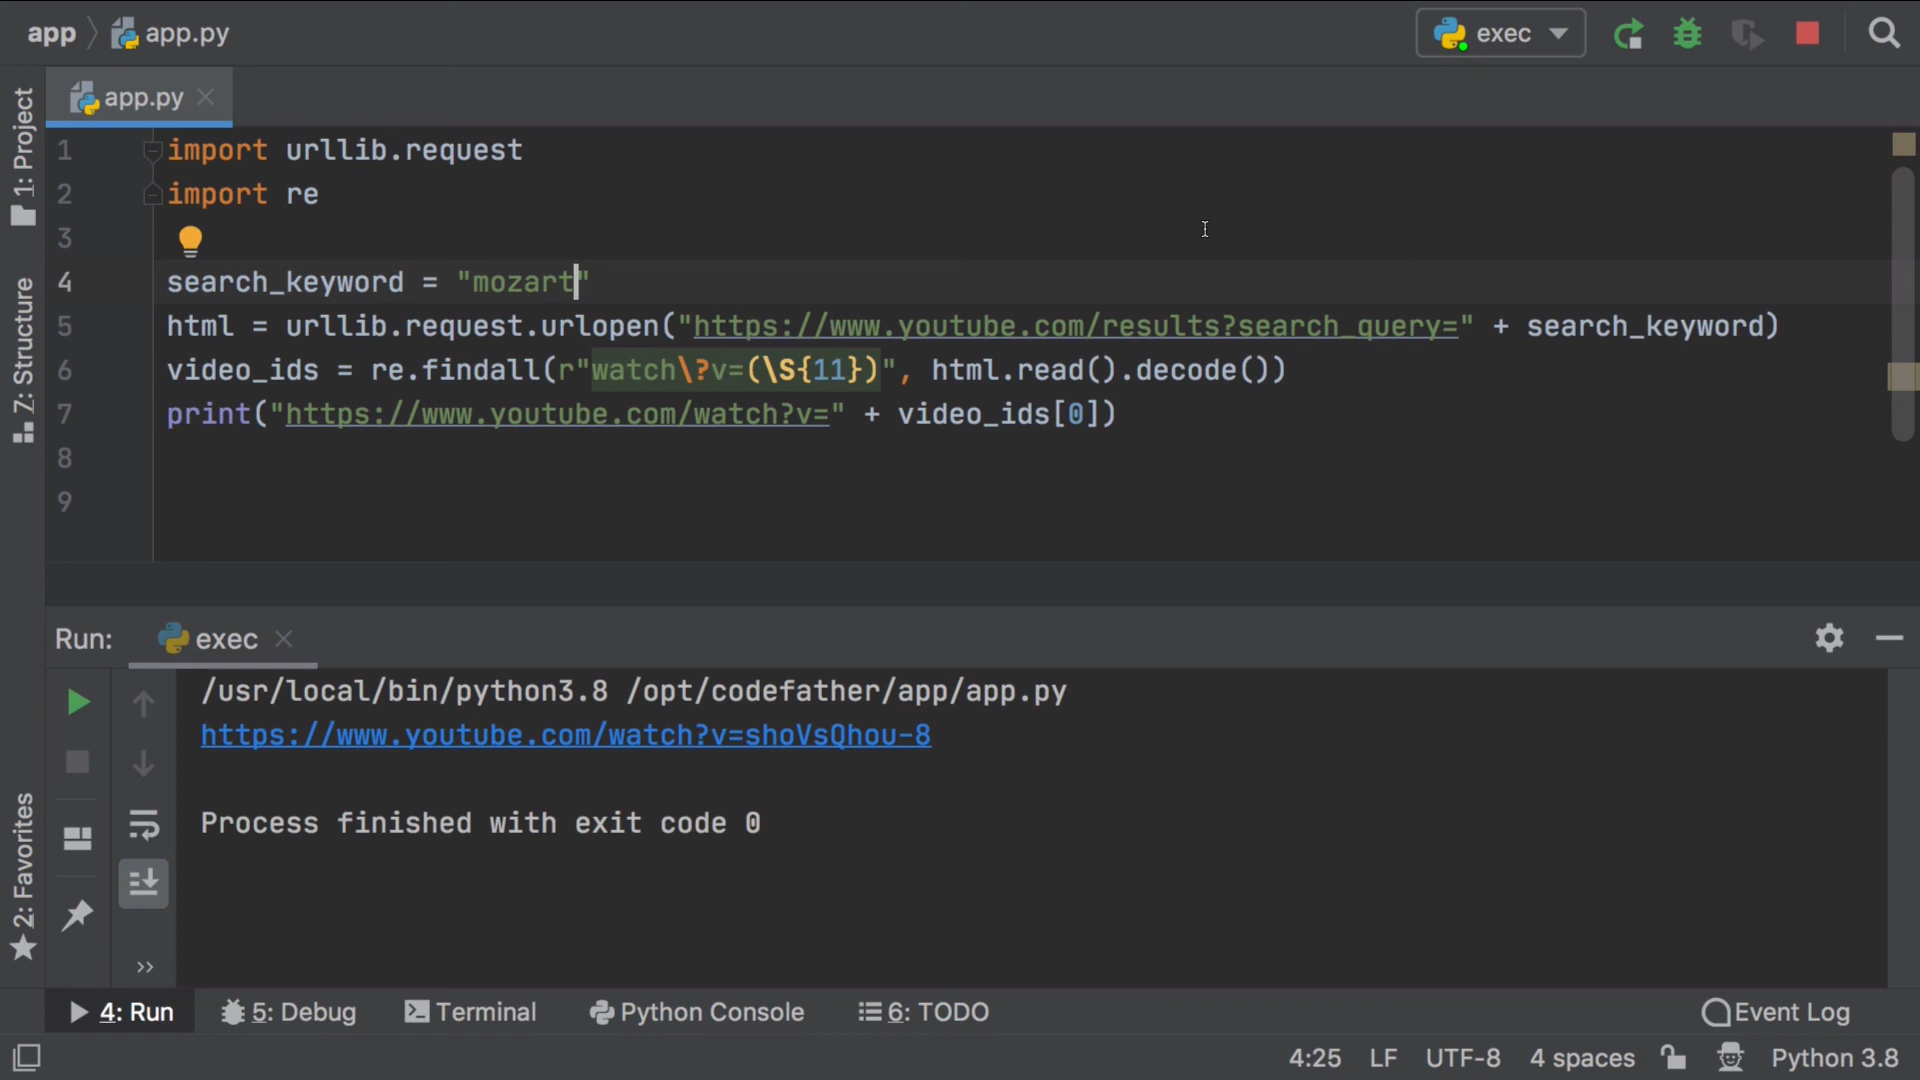 app app.py exec
app.py
1: Project
7: Structure
2: Favorites
1 import urllib.request
2 import re
3
4 search_keyword = "mozart"
5 html = urllib.request.urlopen("https://www.youtube.com/results?search_query=" + search_keyword)
6 video_ids = re.findall(r"watch\?v=(\S{11})", html.read().decode())
7 print("https://www.youtube.com/watch?v=" + video_ids[0])
8
9
Run: exec
/usr/local/bin/python3.8 /opt/codefather/app/app.py
https://www.youtube.com/watch?v=shoVsQhou-8
Process finished with exit code 0
4: Run 5: Debug Terminal Python Console 6: TODO Event Log
4:25 LF UTF-8 4 spaces Python 3.8